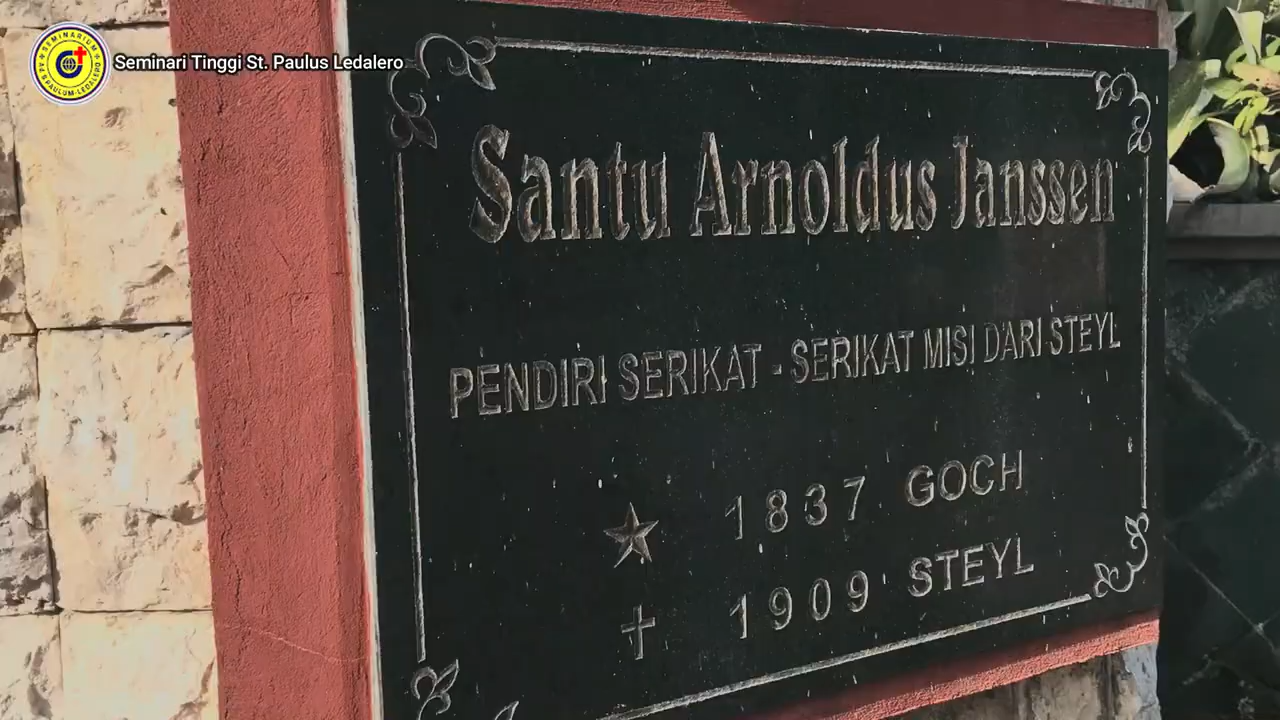 Seminari Tinggi St. Paulus Ledalero
Santu Arnoldus Janssen
PENDIRI SERIKAT - SERIKAT MISI DARI STEYL
1837 GOCH
1909 STEYL